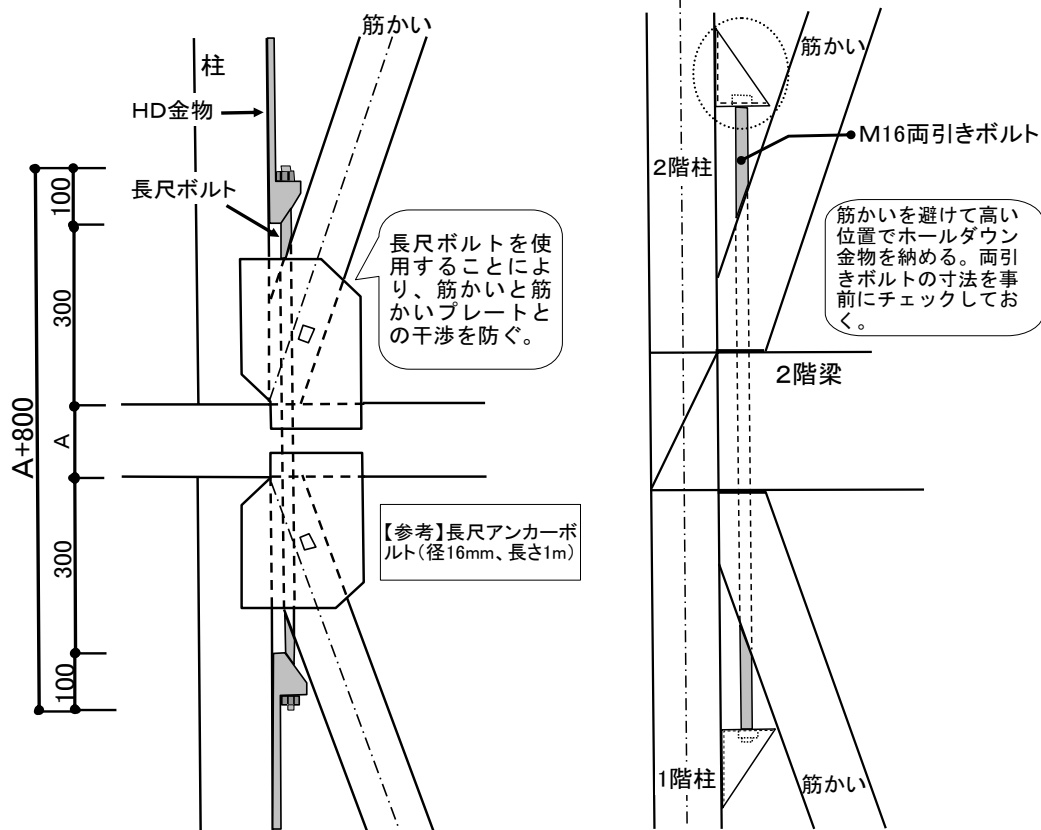 筋かい
柱
HD金物
長尺ボルト
100
300
A
300
100
A+800
長尺ボルトを使
用することによ
り、筋かいと筋
かいプレートと
の干渉を防ぐ。
【参考】長尺アンカーボ
ルト(径16mm、長さ1m)
筋かい
M16両引きボルト
2階柱
筋かいを避けて高い
位置でホールダウン
金物を納める。両引
きボルトの寸法を事
前にチェックしてお
く。
2階梁
1階柱
筋かい